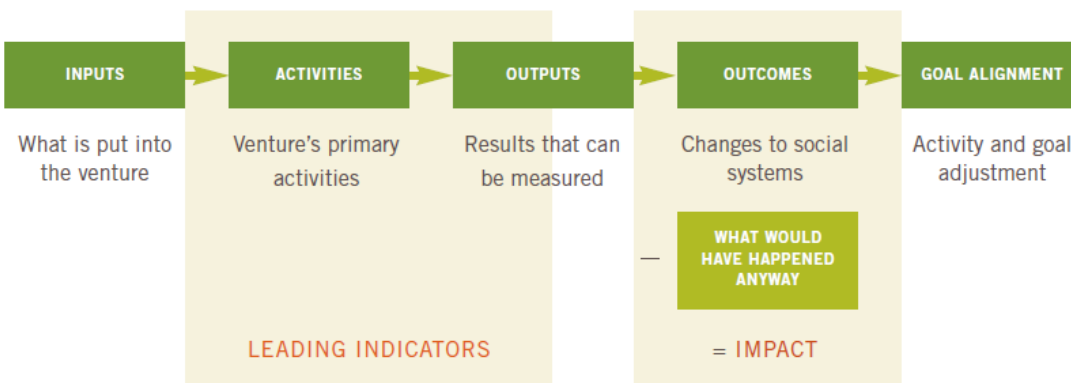 INPUTS
ACTIVITIES
OUTPUTS
OUTCOMES
GOAL ALIGNMENT
What is put into
the venture
Venture’s primary
activities
Results that can
be measured
Changes to social
systems
Activity and goal
adjustment
—
WHAT WOULD
HAVE HAPPENED
ANYWAY
LEADING INDICATORS
= IMPACT